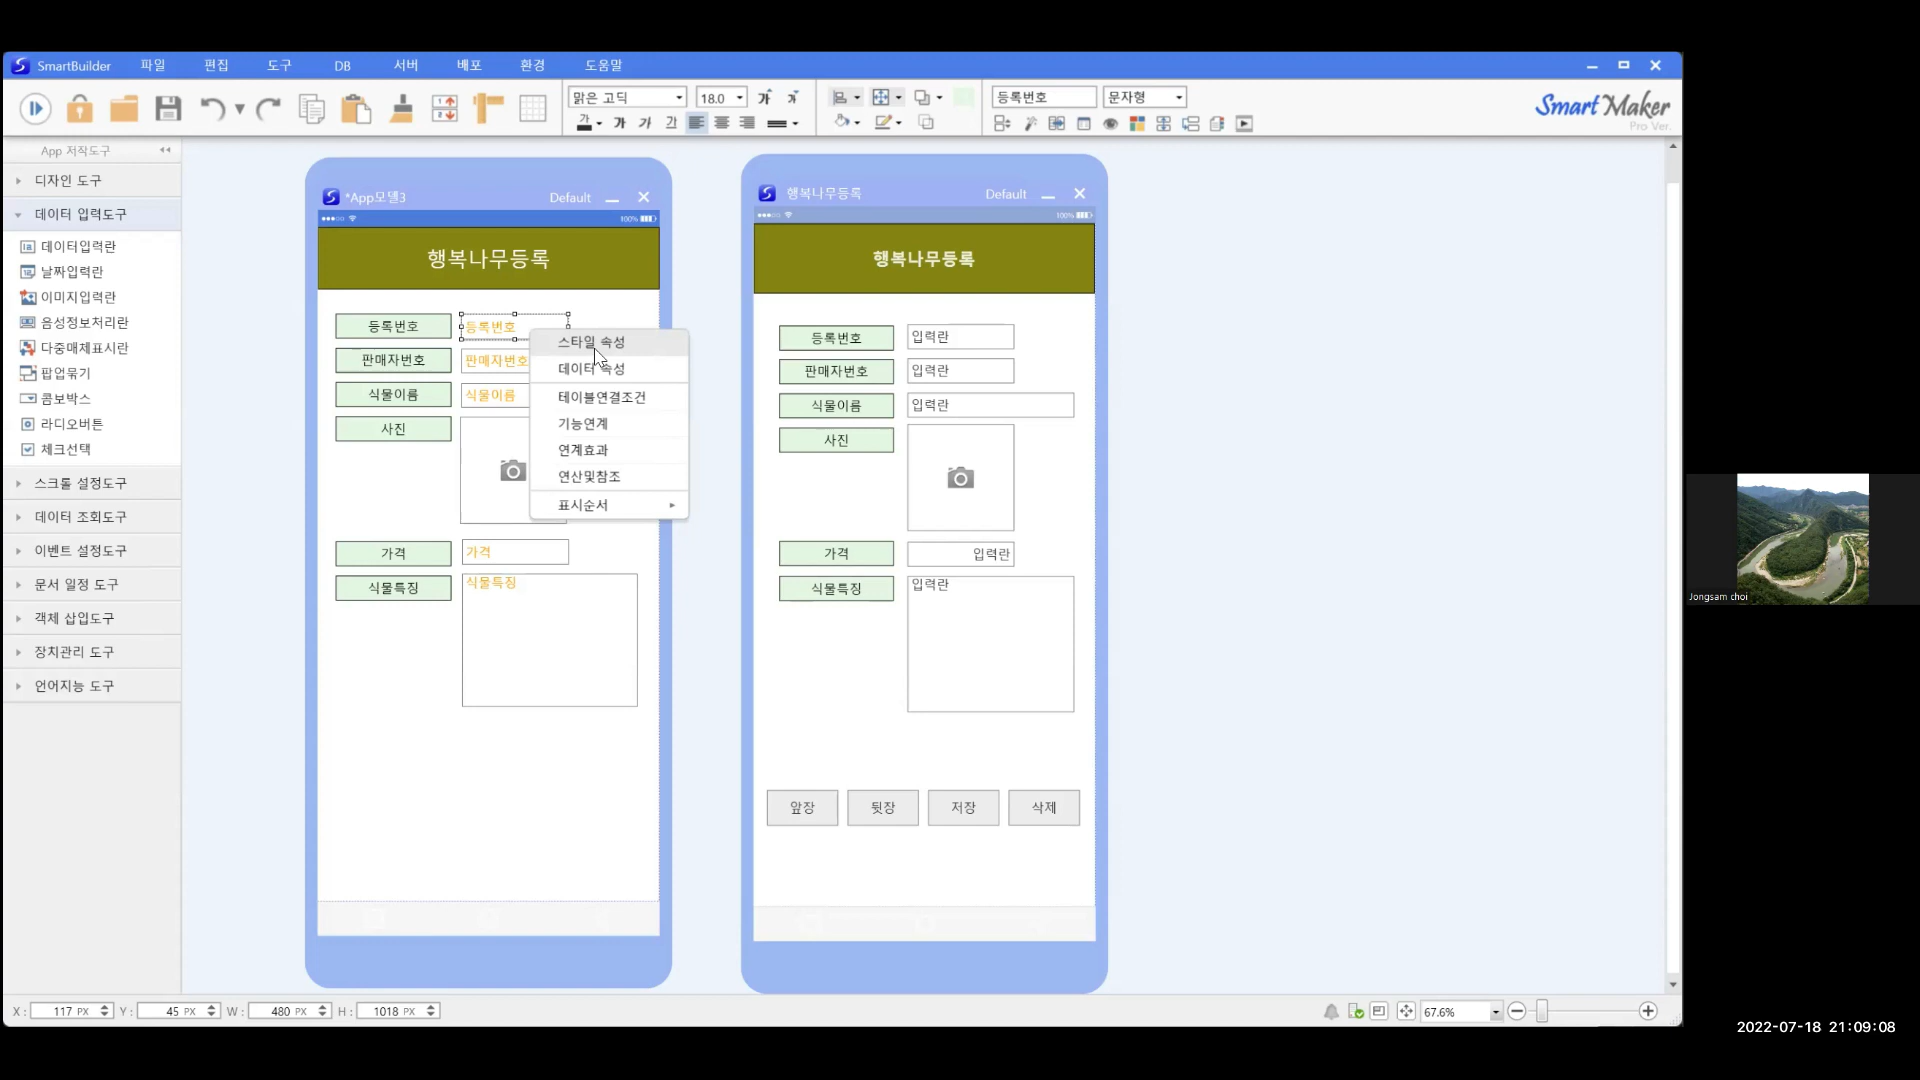 SmartBuilder 파일 편집 도구 DB 서버 배포 환경 도움말
맑은 고딕 18.0 가 가 등록번호 문자형
가 가 가 가
SmartMaker
Pro Ver.
App 저작도구
디자인 도구
데이터 입력도구
데이터입력란
날짜입력란
이미지입력란
음성정보처리란
다중매체표시란
팝업묶기
콤보박스
라디오버튼
체크선택
스크롤 설정도구
데이터 조회도구
이벤트 설정도구
문서 일정 도구
객체 삽입도구
장치관리 도구
언어지능 도구
*App모델3 Default
100%
행복나무등록
등록번호 등록번호
판매자번호 판매자번호
식물이름 식물이름
사진
가격 가격
식물특징 식물특징
스타일 속성
데이터 속성
테이블연결조건
기능연계
연계효과
연산및참조
표시순서
행복나무등록 Default
100%
행복나무등록
등록번호 입력란
판매자번호 입력란
식물이름 입력란
사진
가격 입력란
식물특징 입력란
앞장 뒷장 저장 삭제
X : 117 PX Y : 45 PX W : 480 PX H : 1018 PX
67.6%
Jongsam choi
2022-07-18 21:09:08